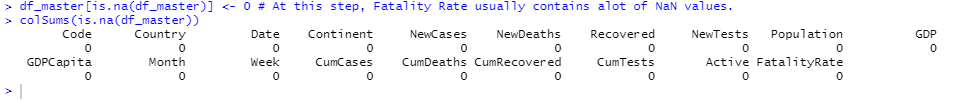 > df_master[is.na(df_master)] <- 0 # At this step, Fatality Rate usually contains alot of NaN values.
> colSums(is.na(df_master))
Code Country Date Continent NewCases NewDeaths Recovered NewTests Population GDP
0 0 0 0 0 0 0 0 0 0
GDPCapita Month Week CumCases CumDeaths CumRecovered CumTests Active FatalityRate
0 0 0 0 0 0 0 0 0
>